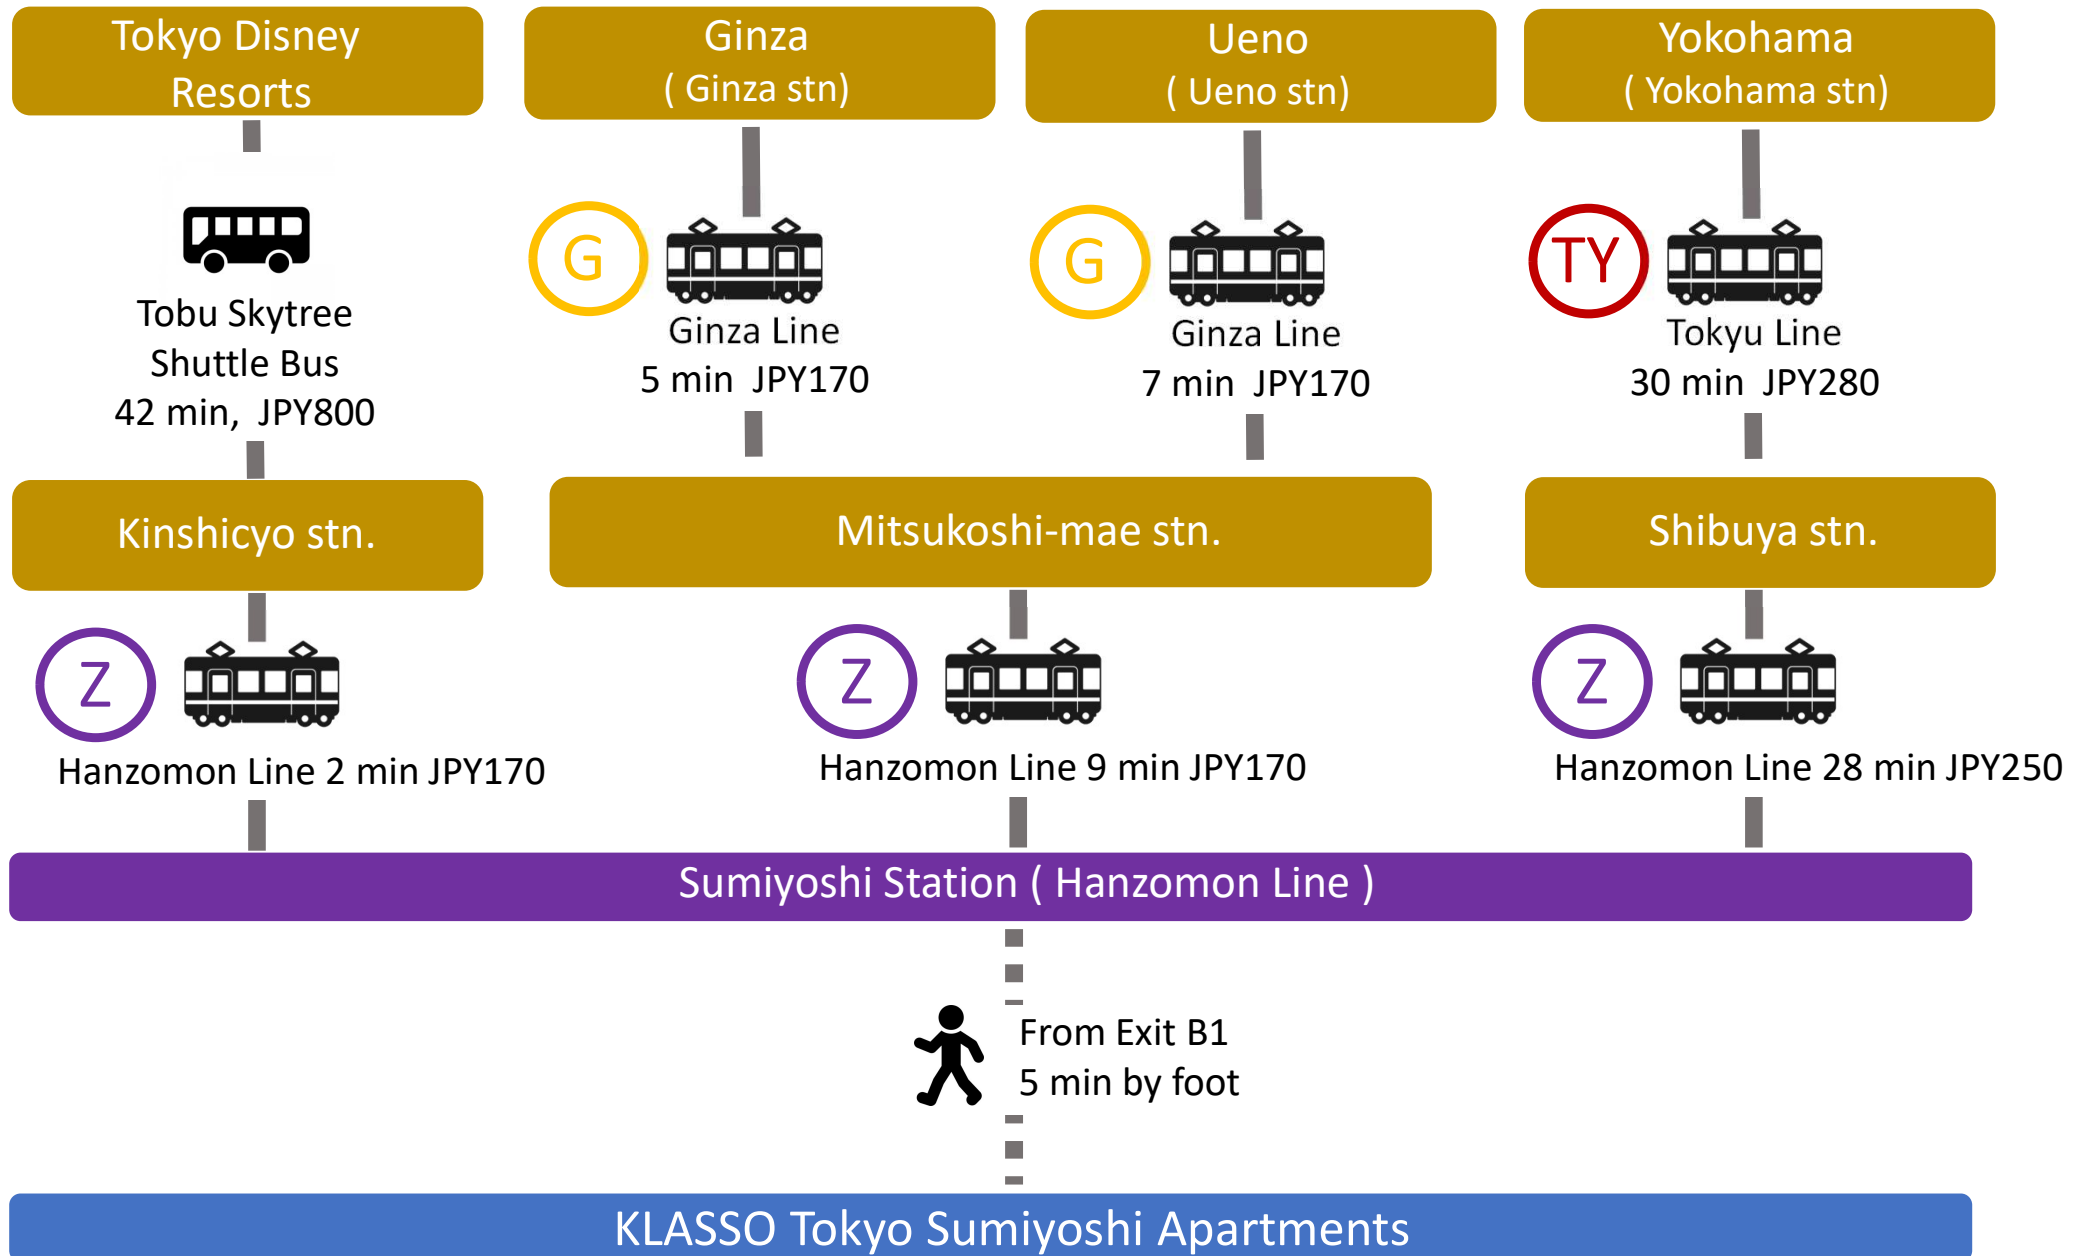 Tokyo Disney
Resorts
Ginza
( Ginza stn)
Ueno
( Ueno stn)
Yokohama
( Yokohama stn)
Tobu Skytree
Shuttle Bus
42 min, JPY800
G
Ginza Line
5 min JPY170
G
Ginza Line
7 min JPY170
TY
Tokyu Line
30 min JPY280
Kinshicyo stn.
Mitsukoshi-mae stn.
Shibuya stn.
Z
Hanzomon Line 2 min JPY170
Z
Hanzomon Line 9 min JPY170
Z
Hanzomon Line 28 min JPY250
Sumiyoshi Station ( Hanzomon Line )
From Exit B1
5 min by foot
KLASSO Tokyo Sumiyoshi Apartments